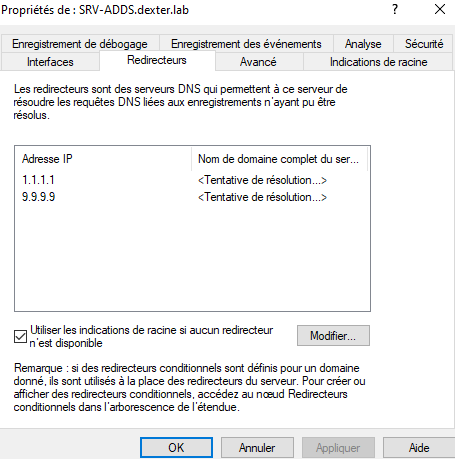 Propriétés de : SRV-ADDS.dexter.lab
Enregistrement de débogage Enregistrement des événements Analyse Sécurité
Interfaces Redirecteurs Avancé Indications de racine
Les redirecteurs sont des serveurs DNS qui permettent à ce serveur de
résoudre les requêtes DNS liées aux enregistrements n'ayant pu être
résolus.
Adresse IP Nom de domaine complet du ser...
1.1.1.1 <Tentative de résolution...>
9.9.9.9 <Tentative de résolution...>
Utiliser les indications de racine si aucun redirecteur
n'est disponible
Modifier...
Remarque : si des redirecteurs conditionnels sont définis pour un domaine
donné, ils sont utilisés à la place des redirecteurs du serveur. Pour créer ou
afficher des redirecteurs conditionnels, accédez au nœud Redirecteurs
conditionnels dans l'arborescence de l'étendue.
OK Annuler Appliquer Aide